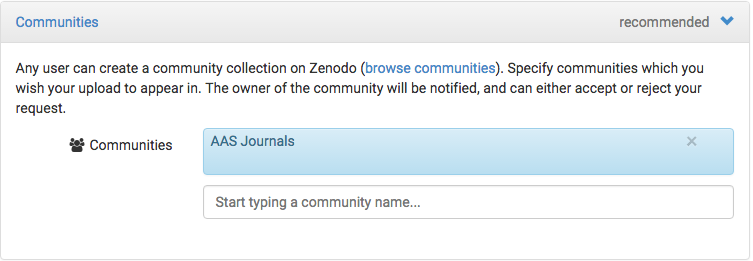 Communities
recommended
Any user can create a community collection on Zenodo (browse communities). Specify communities which you
wish your upload to appear in. The owner of the community will be notified, and can either accept or reject your
request.
Communities
AAS Journals
×
Start typing a community name...